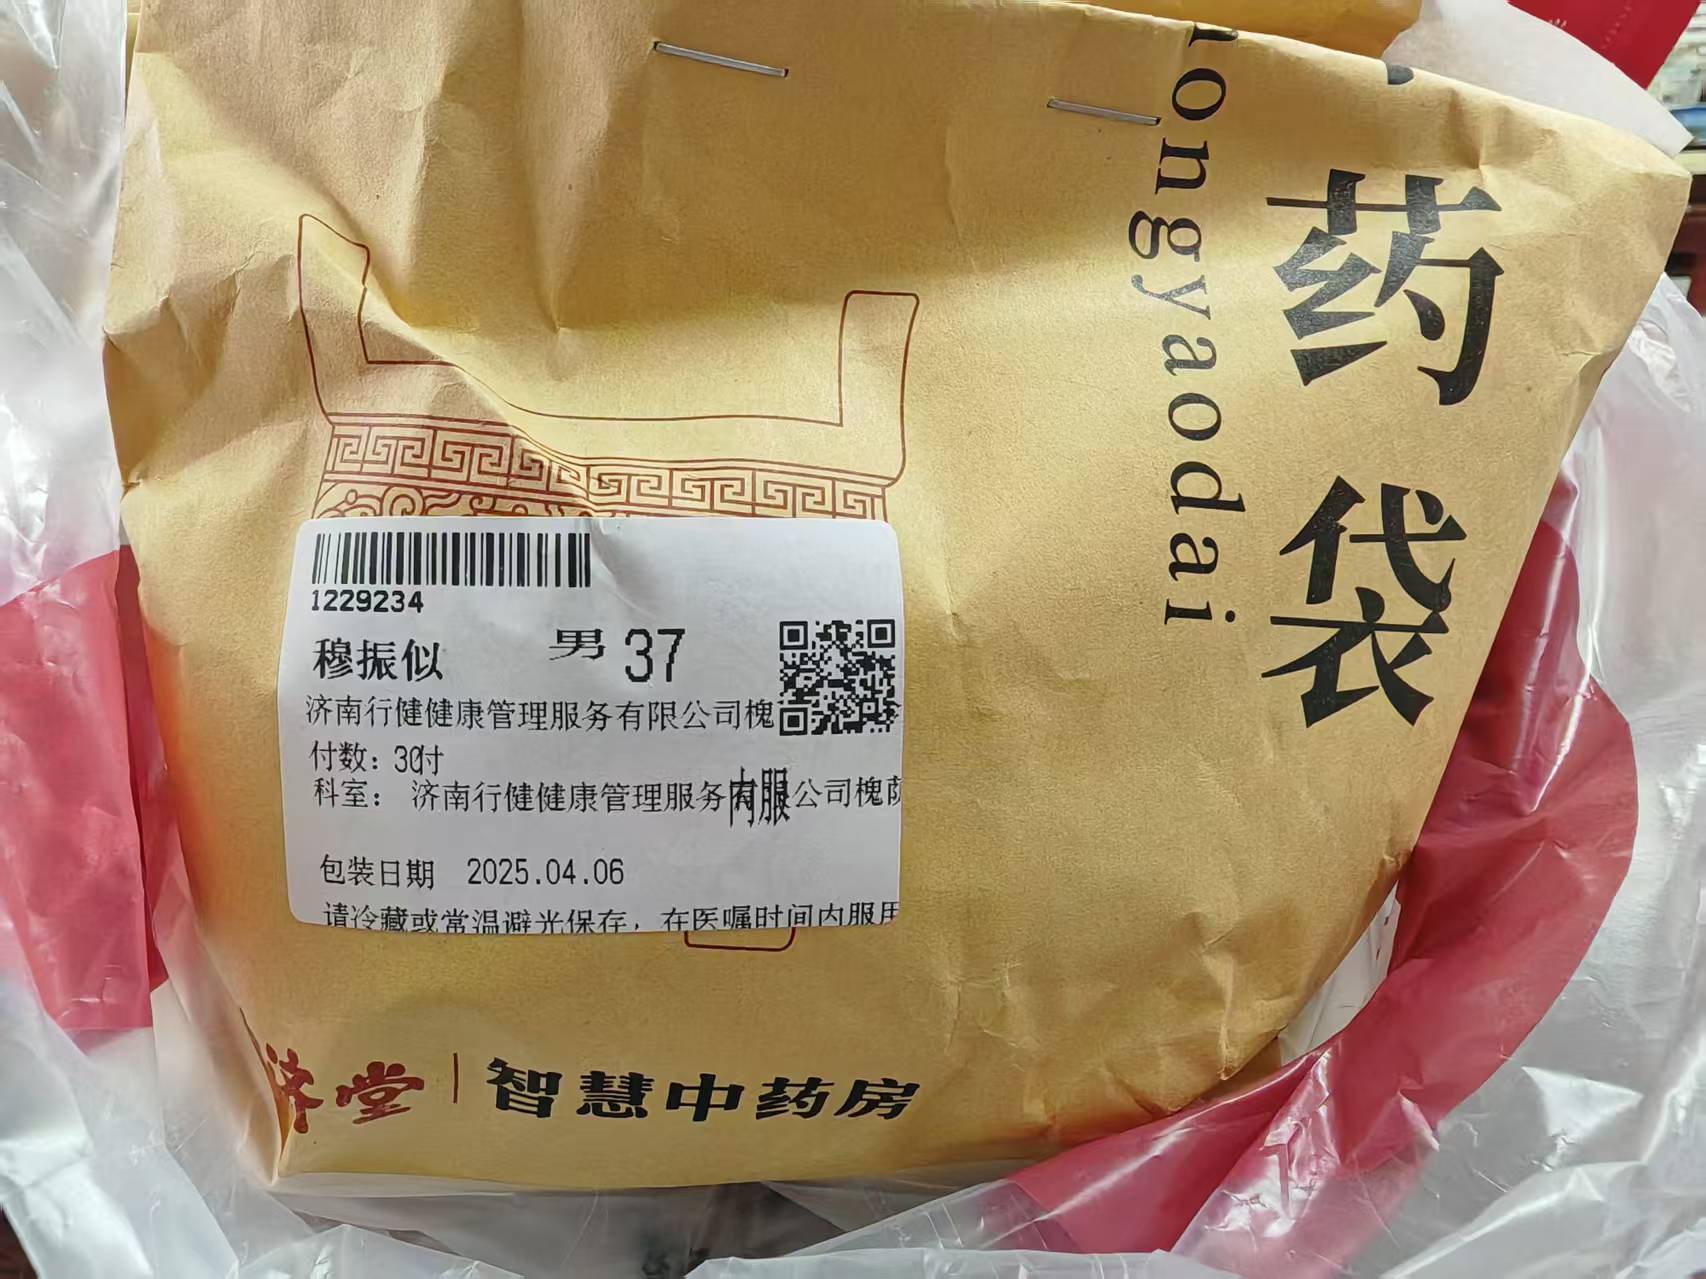 药袋
ongyaodai
1229234
穆振似 男 37
济南行健健康管理服务有限公司槐
付数：30付
科室： 济南行健健康管理服务 公司槐荫
内服
包装日期 2025.04.06
请冷藏或常温避光保存，在医嘱时间内服用
济堂 智慧中药房